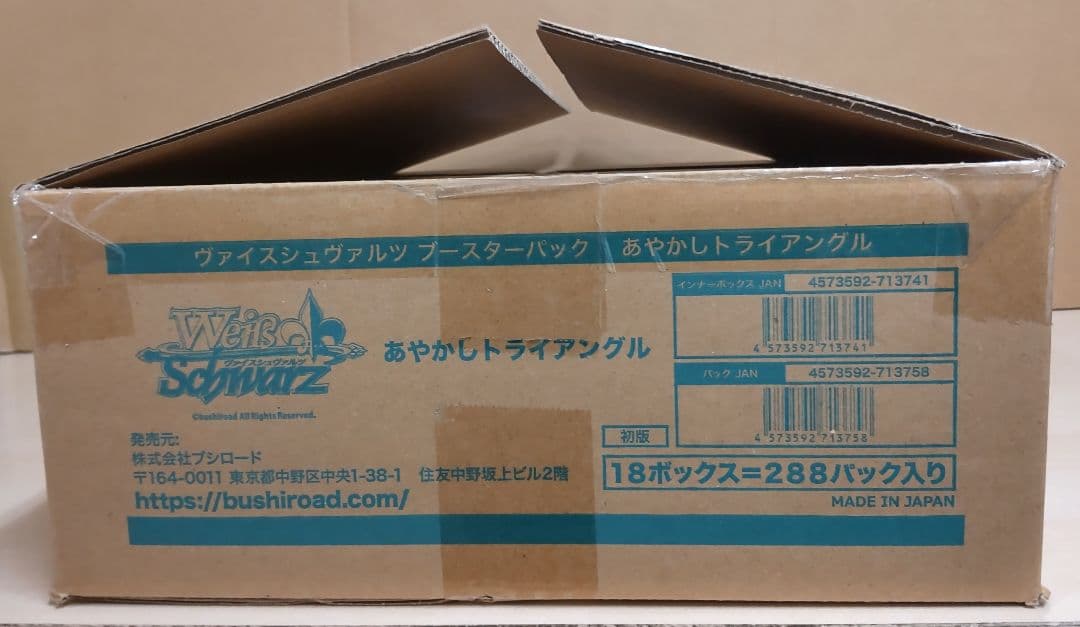 ヴァイスシュヴァルツ ブースターパック　あやかしトライアングル
Weiß
ヴァイスシュヴァルツ
Schwarz
©bushiroad All Rights Reserved.
あやかしトライアングル
インナーボックス JAN 4573592-713741
4 573592 713741
パック JAN 4573592-713758
4 573592 713758
発売元:
株式会社ブシロード
〒164-0011 東京都中野区中央1-38-1　住友中野坂上ビル2階
https://bushiroad.com/
初版
18ボックス=288パック入り
MADE IN JAPAN